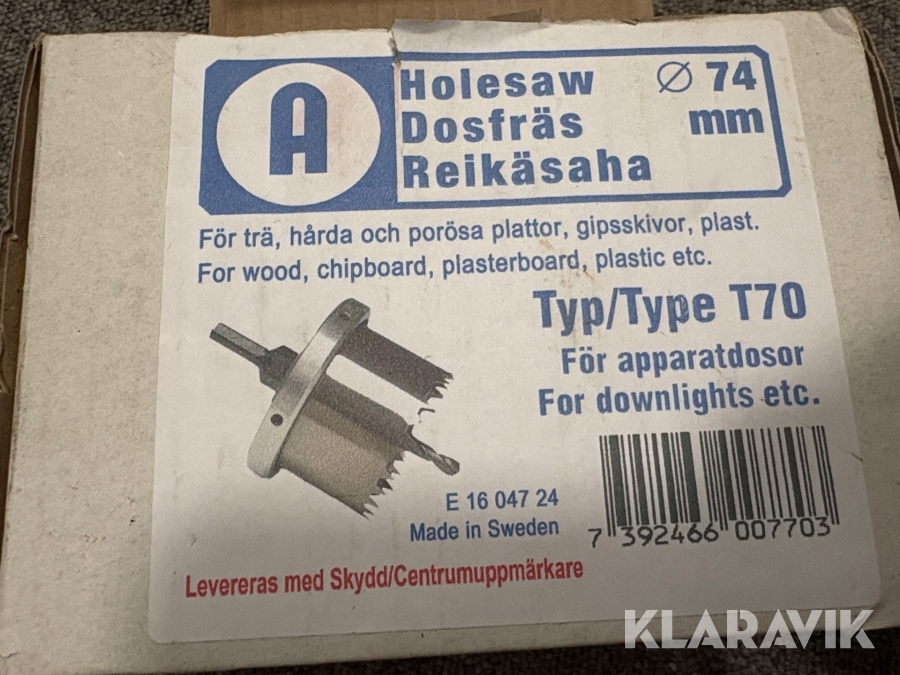 A
Holesaw Ø 74
Dosfräs mm
Reikäsaha
För trä, hårda och porösa plattor, gipsskivor, plast.
For wood, chipboard, plasterboard, plastic etc.
Typ/Type T70
För apparatdosor
For downlights etc.
E 16 047 24
Made in Sweden
7 392466 007703
Levereras med Skydd/Centrumuppmärkare
KLARAVIK